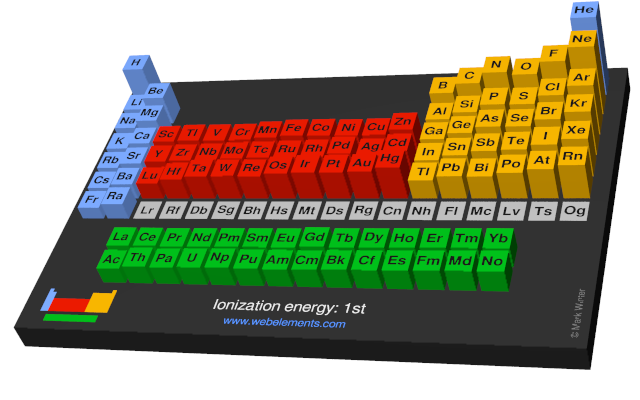 H He
Li Be B C N O F Ne
Na Mg Al Si P S Cl Ar
K Ca Sc Ti V Cr Mn Fe Co Ni Cu Zn Ga Ge As Se Br Kr
Rb Sr Y Zr Nb Mo Tc Ru Rh Pd Ag Cd In Sn Sb Te I Xe
Cs Ba Lu Hf Ta W Re Os Ir Pt Au Hg Tl Pb Bi Po At Rn
Fr Ra Lr Rf Db Sg Bh Hs Mt Ds Rg Cn Nh Fl Mc Lv Ts Og
La Ce Pr Nd Pm Sm Eu Gd Tb Dy Ho Er Tm Yb
Ac Th Pa U Np Pu Am Cm Bk Cf Es Fm Md No
Ionization energy: 1st
www.webelements.com
© Mark Winter